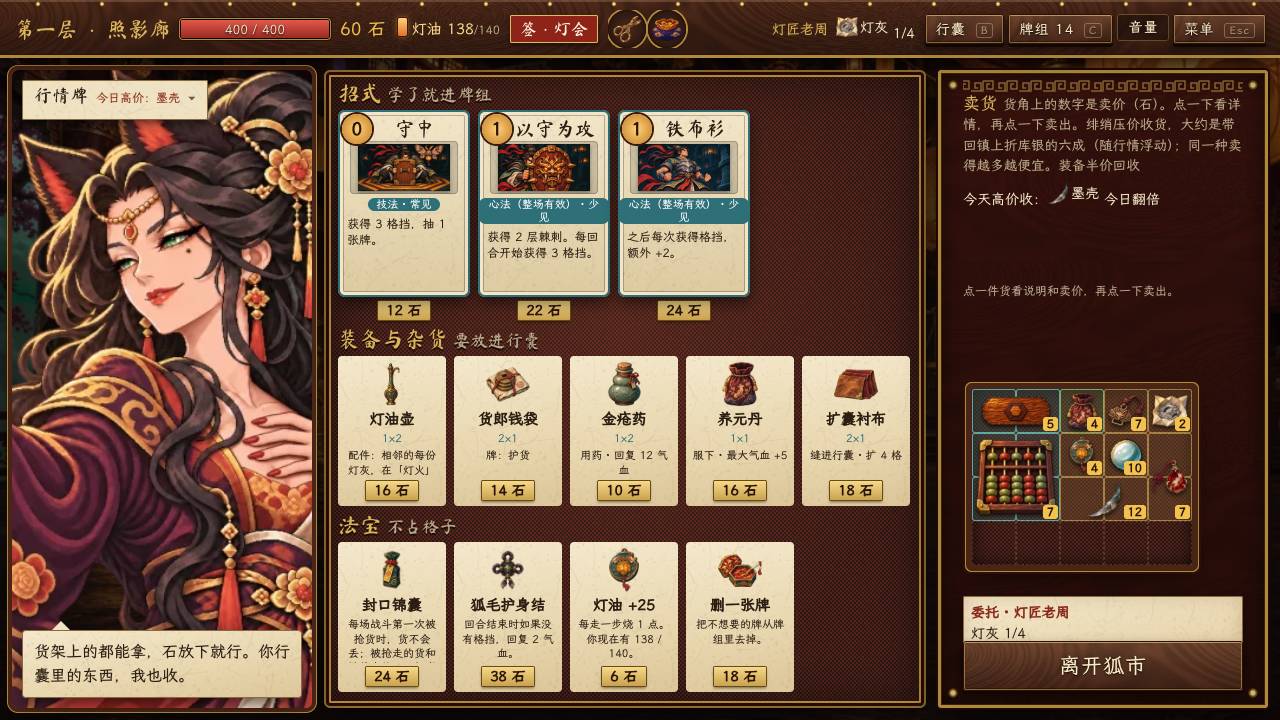 第一层 · 照影廊
400 / 400
60 石
灯油 138/140
签 · 灯会
灯匠老周 灯灰 1/4
行囊 B
牌组 14 C
音量
菜单 Esc
行情牌 今日高价：墨壳
货架上的都能拿，石放下就行。你行
囊里的东西，我也收。
招式 学了就进牌组
0 守中
技法 · 常见
获得 3 格挡，抽 1
张牌。
12 石
1 以守为攻
心法（整场有效）· 少
见
获得 2 层棘刺。每回
合开始获得 3 格挡。
22 石
1 铁布衫
心法（整场有效）· 少
见
之后每次获得格挡，
额外 +2。
24 石
装备与杂货 要放进行囊
灯油壶
1×2
配件：相邻的每份
灯灰，在「灯火」
16 石
货郎钱袋
2×1
牌：护货
14 石
金疮药
1×2
用药 · 回复 12 气
血
10 石
养元丹
1×1
服下 · 最大气血 +5
16 石
扩囊衬布
2×1
缝进行囊 · 扩 4 格
18 石
法宝 不占格子
封口锦囊
每场战斗第一次被
抢货时，货不会
丢；被抢走的货和
24 石
狐毛护身结
回合结束时如果没
有格挡，回复 2 气
血。
38 石
灯油 +25
每走一步烧 1 点。
你现在有 138 /
140。
6 石
删一张牌
把不想要的牌从牌
组里去掉。
18 石
卖货 货角上的数字是卖价（石）。点一下看详
情，再点一下卖出。绯绡压价收货，大约是带
回镇上折库银的六成（随行情浮动）；同一种卖
得越多越便宜。装备半价回收
今天高价收： 墨壳 今日翻倍
点一件货看说明和卖价，再点一下卖出。
5 4 7 2
4 10
7 12 7
委托 · 灯匠老周
灯灰 1/4
离开狐市